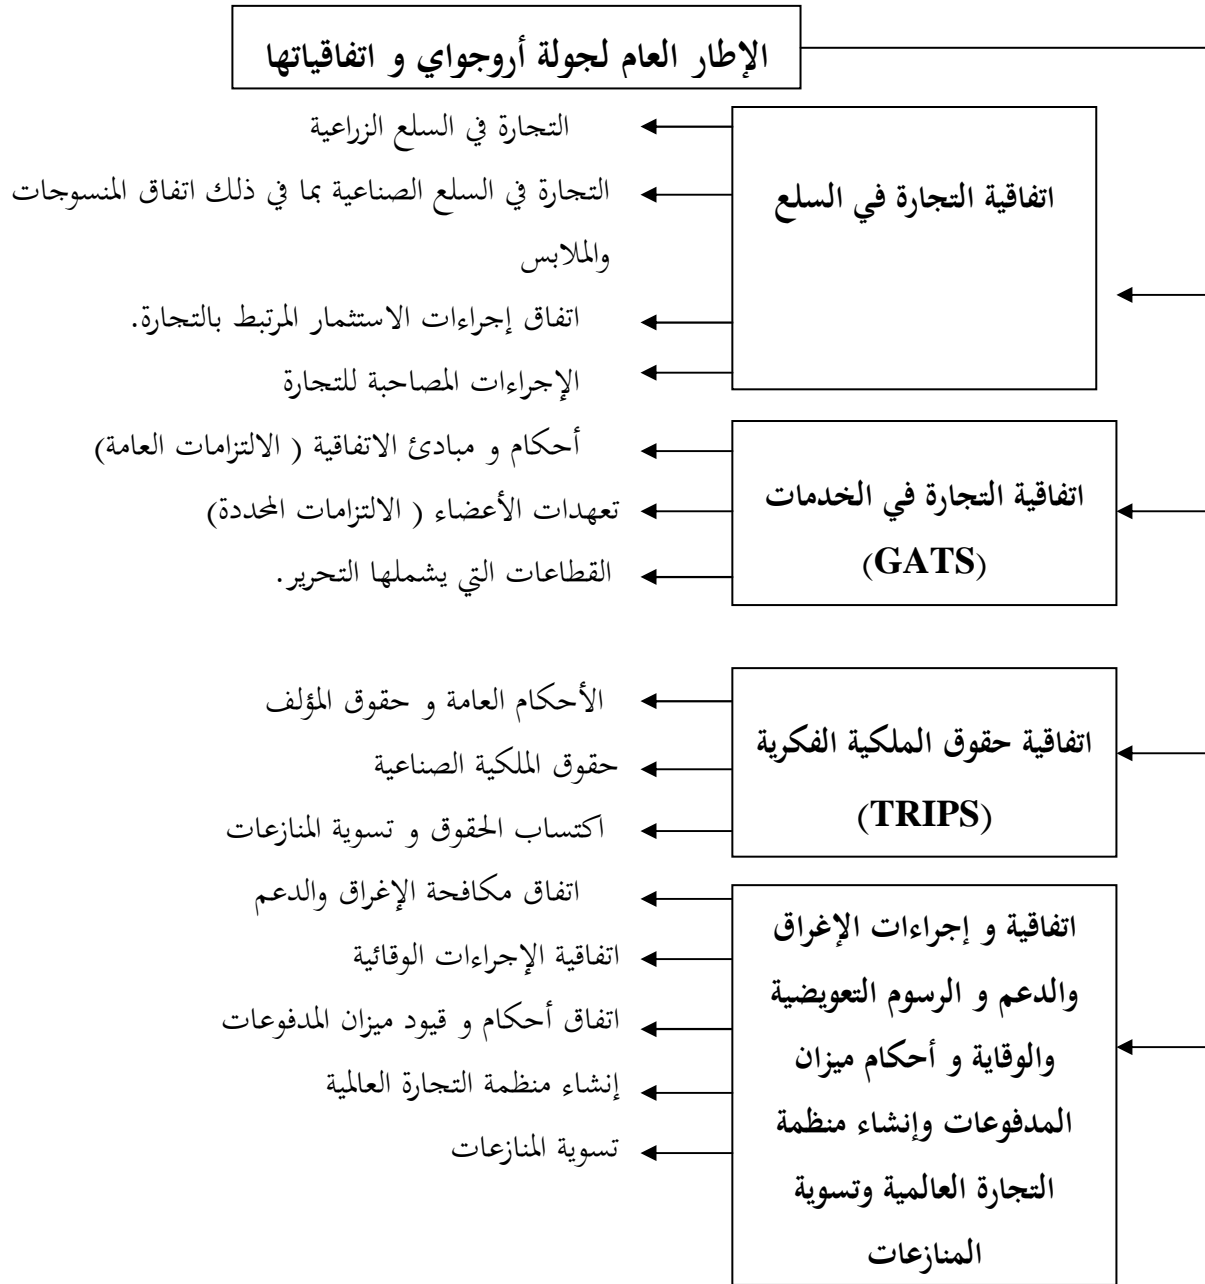 الإطار العام لجولة أروجواي و اتفاقياتها
اتفاقية التجارة في السلع
التجارة في السلع الزراعية
التجارة في السلع الصناعية بما في ذلك اتفاق المنسوجات
والملابس
اتفاق إجراءات الاستثمار المرتبط بالتجارة.
الإجراءات المصاحبة للتجارة
اتفاقية التجارة في الخدمات
(GATS)
أحكام و مبادئ الاتفاقية ( الالتزامات العامة)
تعهدات الأعضاء ( الالتزامات المحددة)
القطاعات التي يشملها التحرير.
اتفاقية حقوق الملكية الفكرية
(TRIPS)
الأحكام العامة و حقوق المؤلف
حقوق الملكية الصناعية
اكتساب الحقوق و تسوية المنازعات
اتفاقية و إجراءات الإغراق
والدعم و الرسوم التعويضية
والوقاية و أحكام ميزان
المدفوعات وإنشاء منظمة
التجارة العالمية وتسوية
المنازعات
اتفاق مكافحة الإغراق والدعم
اتفاقية الإجراءات الوقائية
اتفاق أحكام و قيود ميزان المدفوعات
إنشاء منظمة التجارة العالمية
تسوية المنازعات